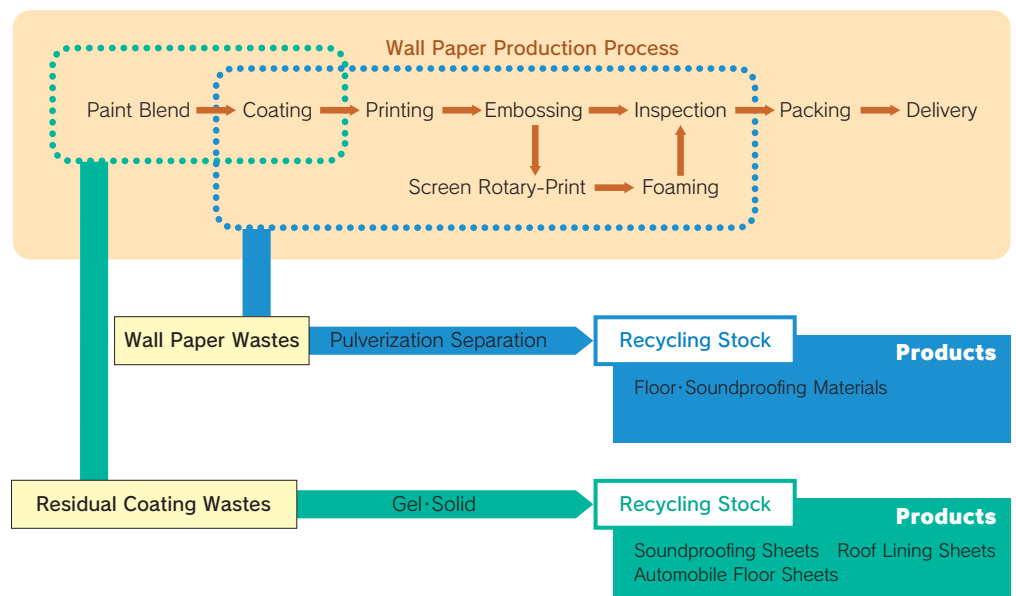 Wall Paper Production Process
Paint Blend Coating Printing Embossing Inspection Packing Delivery
Screen Rotary-Print Foaming
Wall Paper Wastes Pulverization Separation Recycling Stock
Products
Floor·Soundproofing Materials
Residual Coating Wastes Gel·Solid Recycling Stock
Products
Soundproofing Sheets Roof Lining Sheets
Automobile Floor Sheets